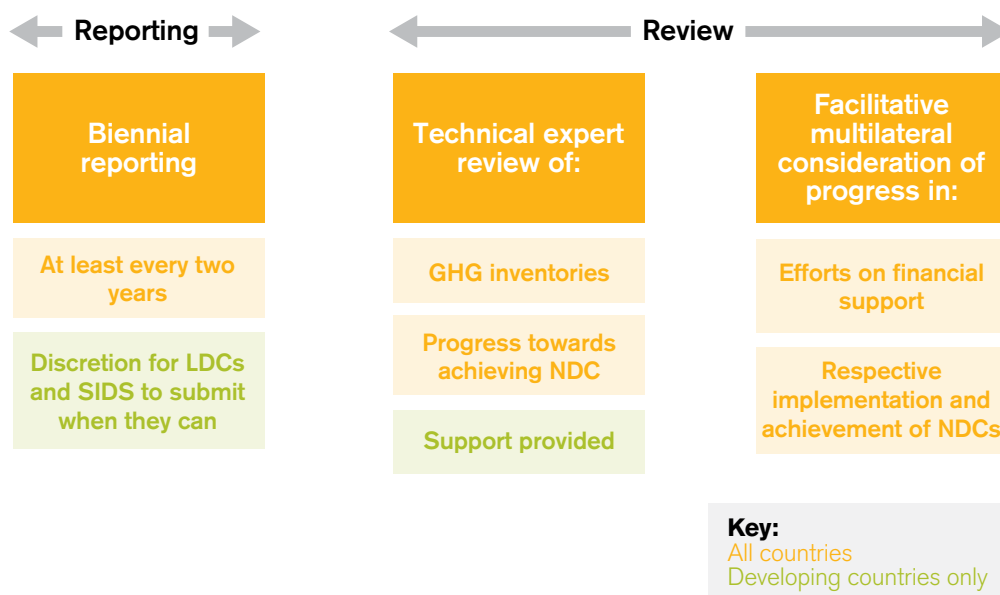 Reporting
Review
Biennial
reporting
At least every two
years
Discretion for LDCs
and SIDS to submit
when they can
Technical expert
review of:
GHG inventories
Progress towards
achieving NDC
Support provided
Facilitative
multilateral
consideration of
progress in:
Efforts on financial
support
Respective
implementation and
achievement of NDCs
Key:
All countries
Developing countries only